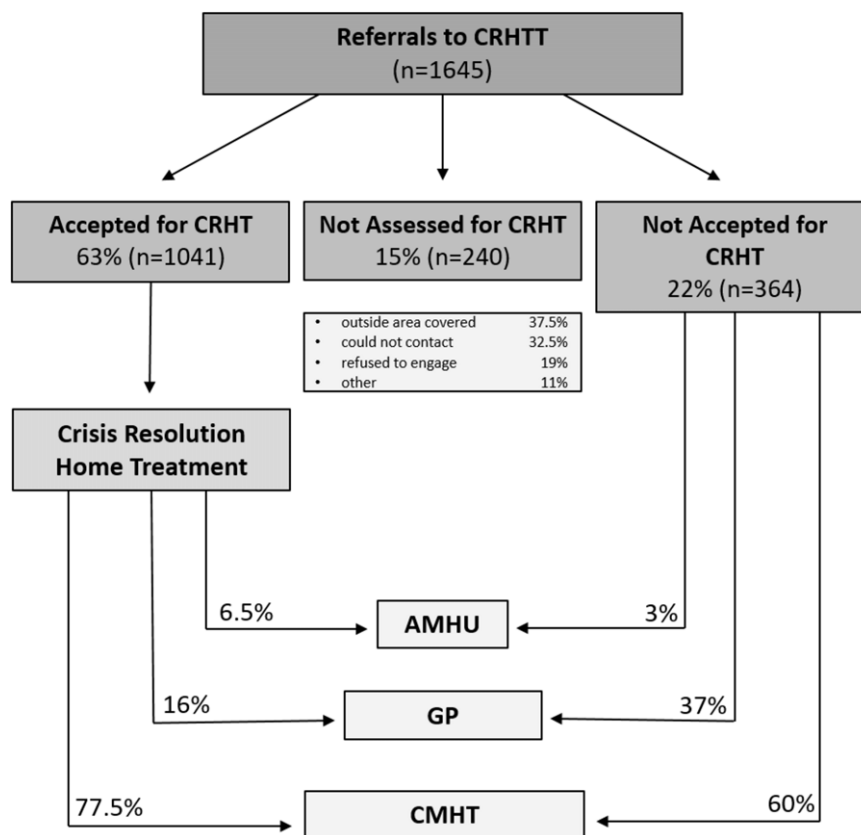 Referrals to CRHTT
(n=1645)
Accepted for CRHT
63% (n=1041)
Not Assessed for CRHT
15% (n=240)
Not Accepted for
CRHT
22% (n=364)
• outside area covered 37.5%
• could not contact 32.5%
• refused to engage 19%
• other 11%
Crisis Resolution
Home Treatment
6.5%
AMHU
3%
16%
GP
37%
77.5%
CMHT
60%